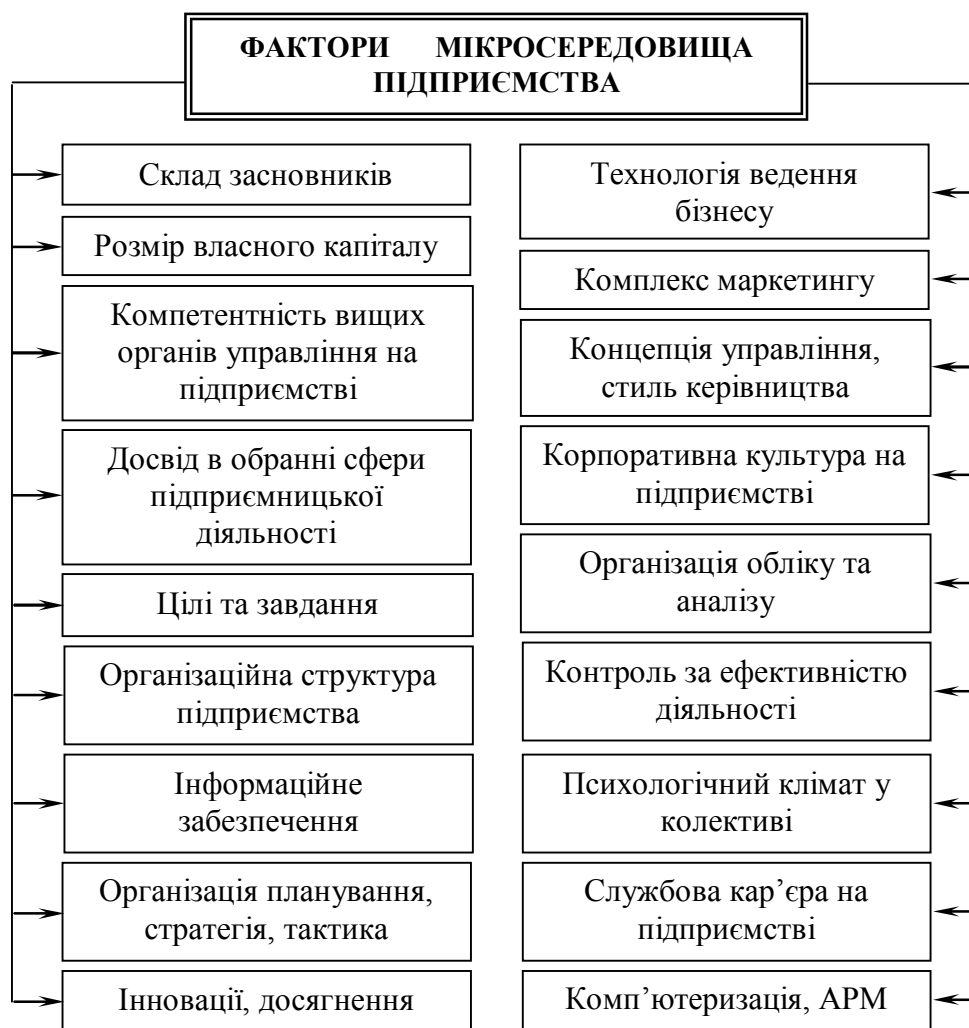 ФАКТОРИ МІКРОСЕРЕДОВИЩА
ПІДПРИЄМСТВА
Склад засновників
Розмір власного капіталу
Компетентність вищих
органів управління на
підприємстві
Досвід в обранні сфери
підприємницької
діяльності
Цілі та завдання
Організаційна структура
підприємства
Інформаційне
забезпечення
Організація планування,
стратегія, тактика
Інновації, досягнення
Технологія ведення
бізнесу
Комплекс маркетингу
Концепція управління,
стиль керівництва
Корпоративна культура на
підприємстві
Організація обліку та
аналізу
Контроль за ефективністю
діяльності
Психологічний клімат у
колективі
Службова кар’єра на
підприємстві
Комп’ютеризація, АРМ